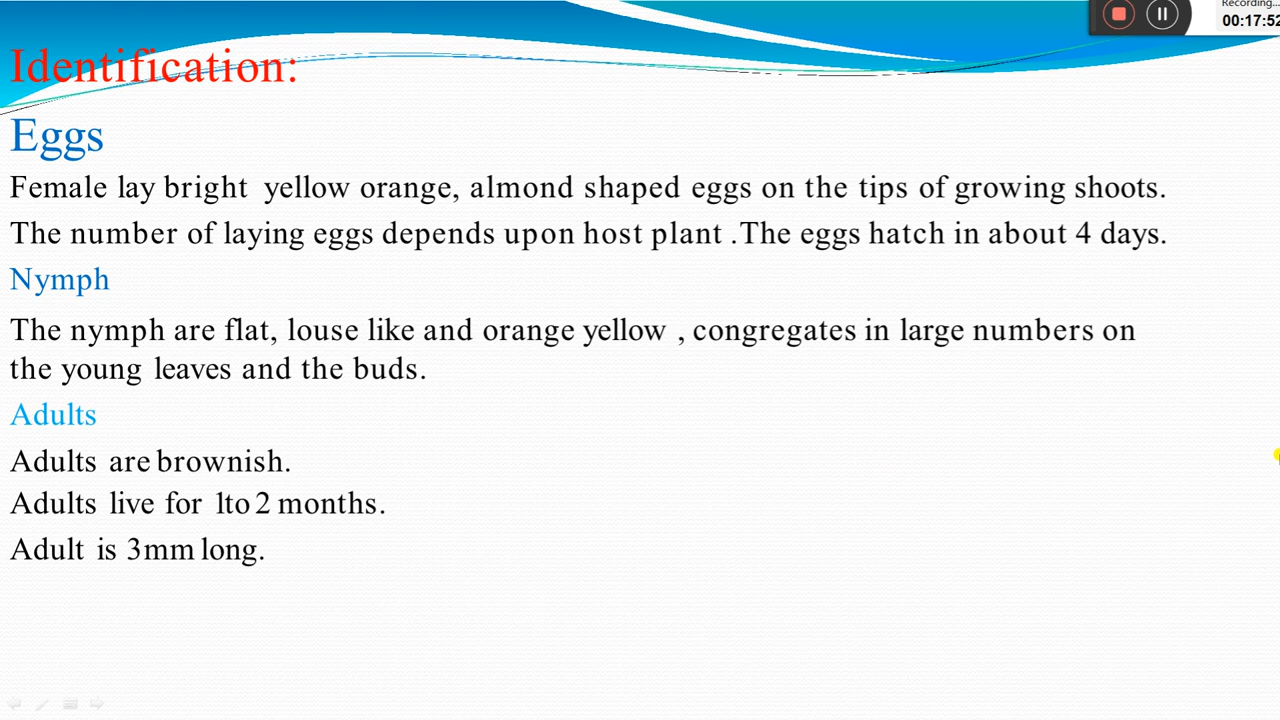 Recording...
00:17:52
Identification:
Eggs
Female lay bright yellow orange, almond shaped eggs on the tips of growing shoots.
The number of laying eggs depends upon host plant .The eggs hatch in about 4 days.
Nymph
The nymph are flat, louse like and orange yellow , congregates in large numbers on
the young leaves and the buds.
Adults
Adults are brownish.
Adults live for 1to 2 months.
Adult is 3mm long.